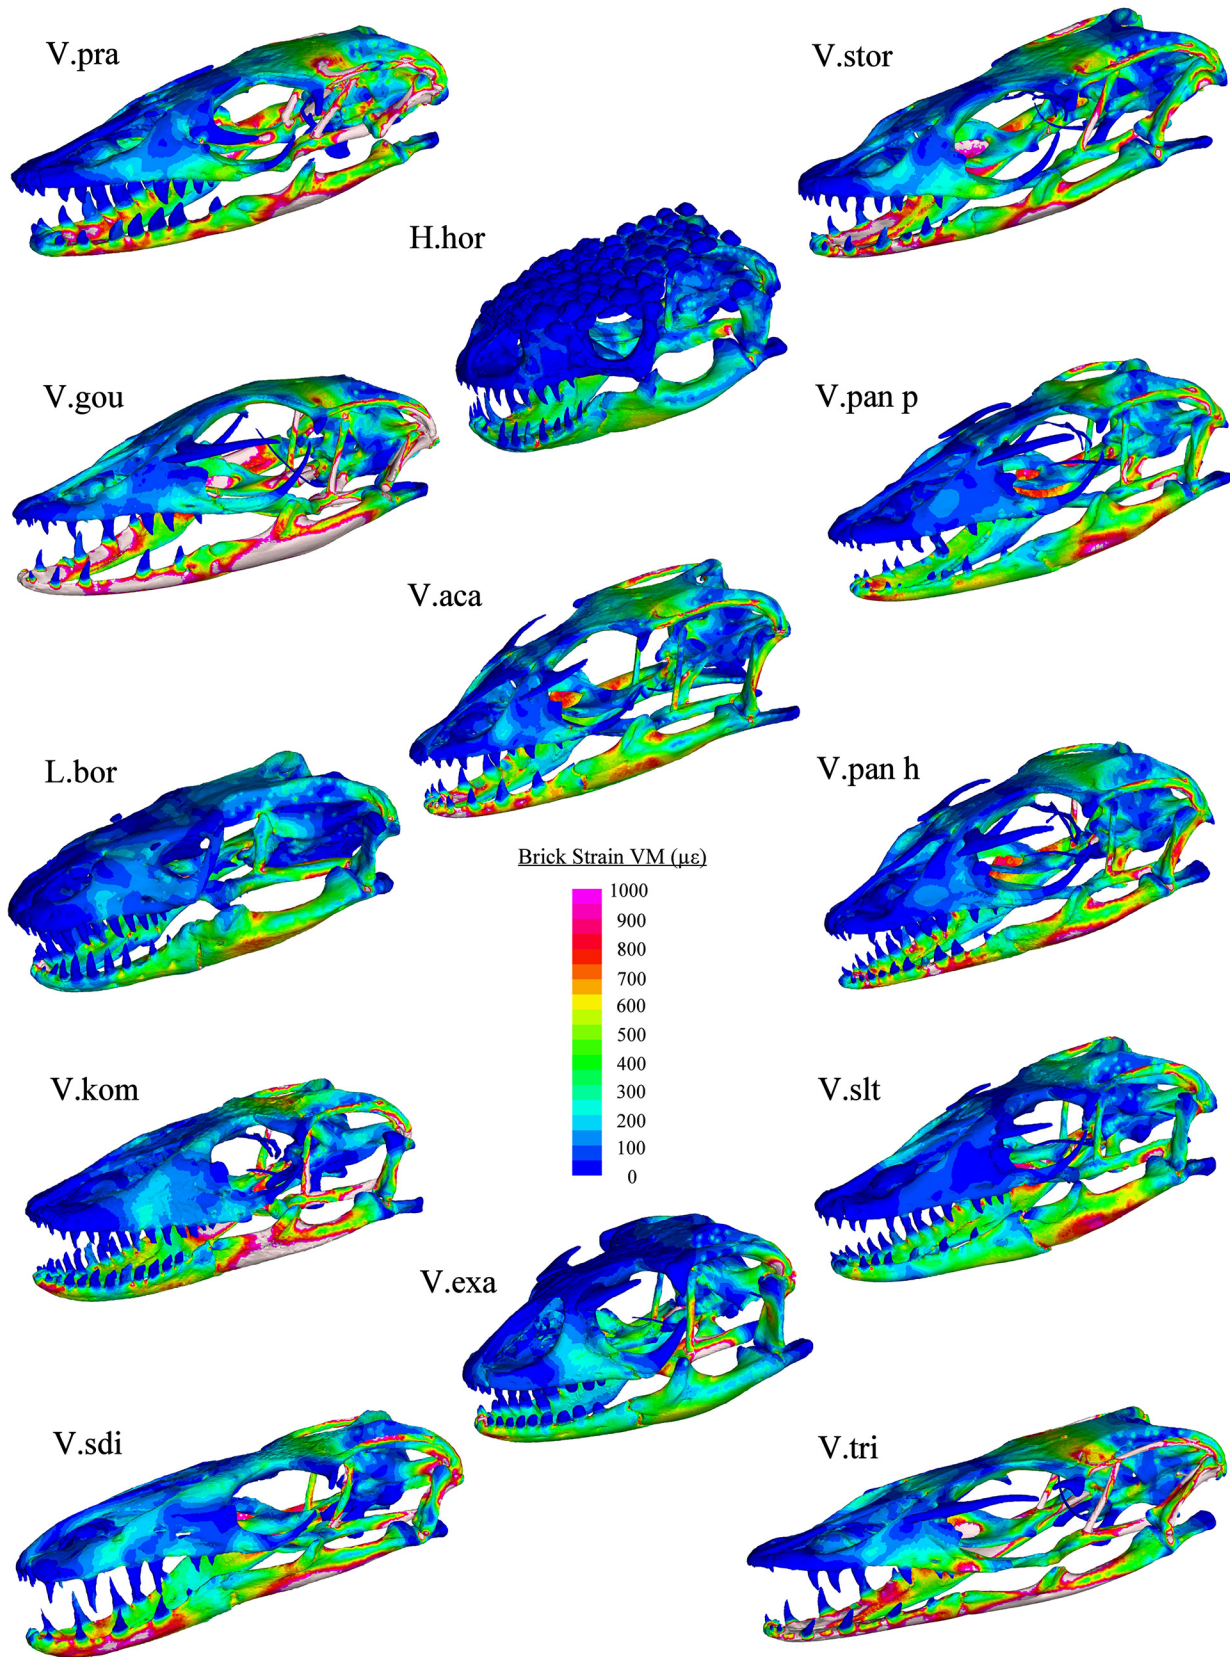 V.pra
V.stor
H.hor
V.gou
V.pan p
V.aca
L.bor
V.pan h
Brick Strain VM (µε)
1000
900
800
700
600
500
400
300
200
100
0
V.kom
V.slt
V.exa
V.sdi
V.tri